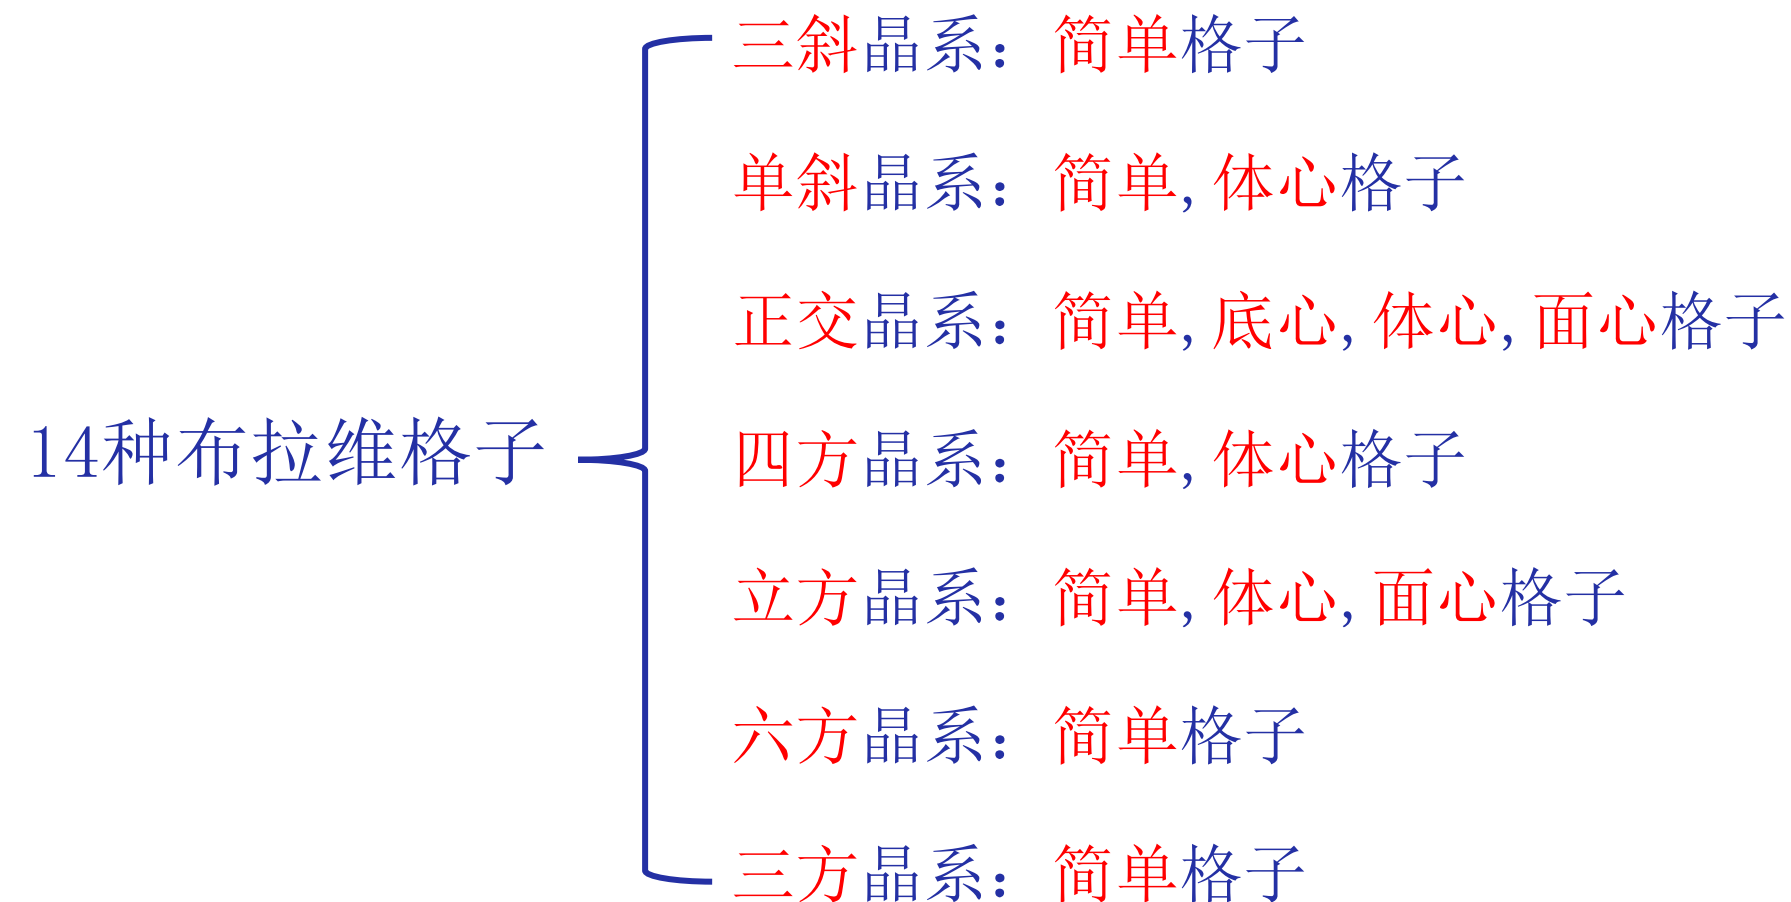 三斜晶系：简单格子
单斜晶系：简单,体心格子
正交晶系：简单,底心,体心,面心格子
14种布拉维格子
四方晶系：简单,体心格子
立方晶系：简单,体心,面心格子
六方晶系：简单格子
三方晶系：简单格子